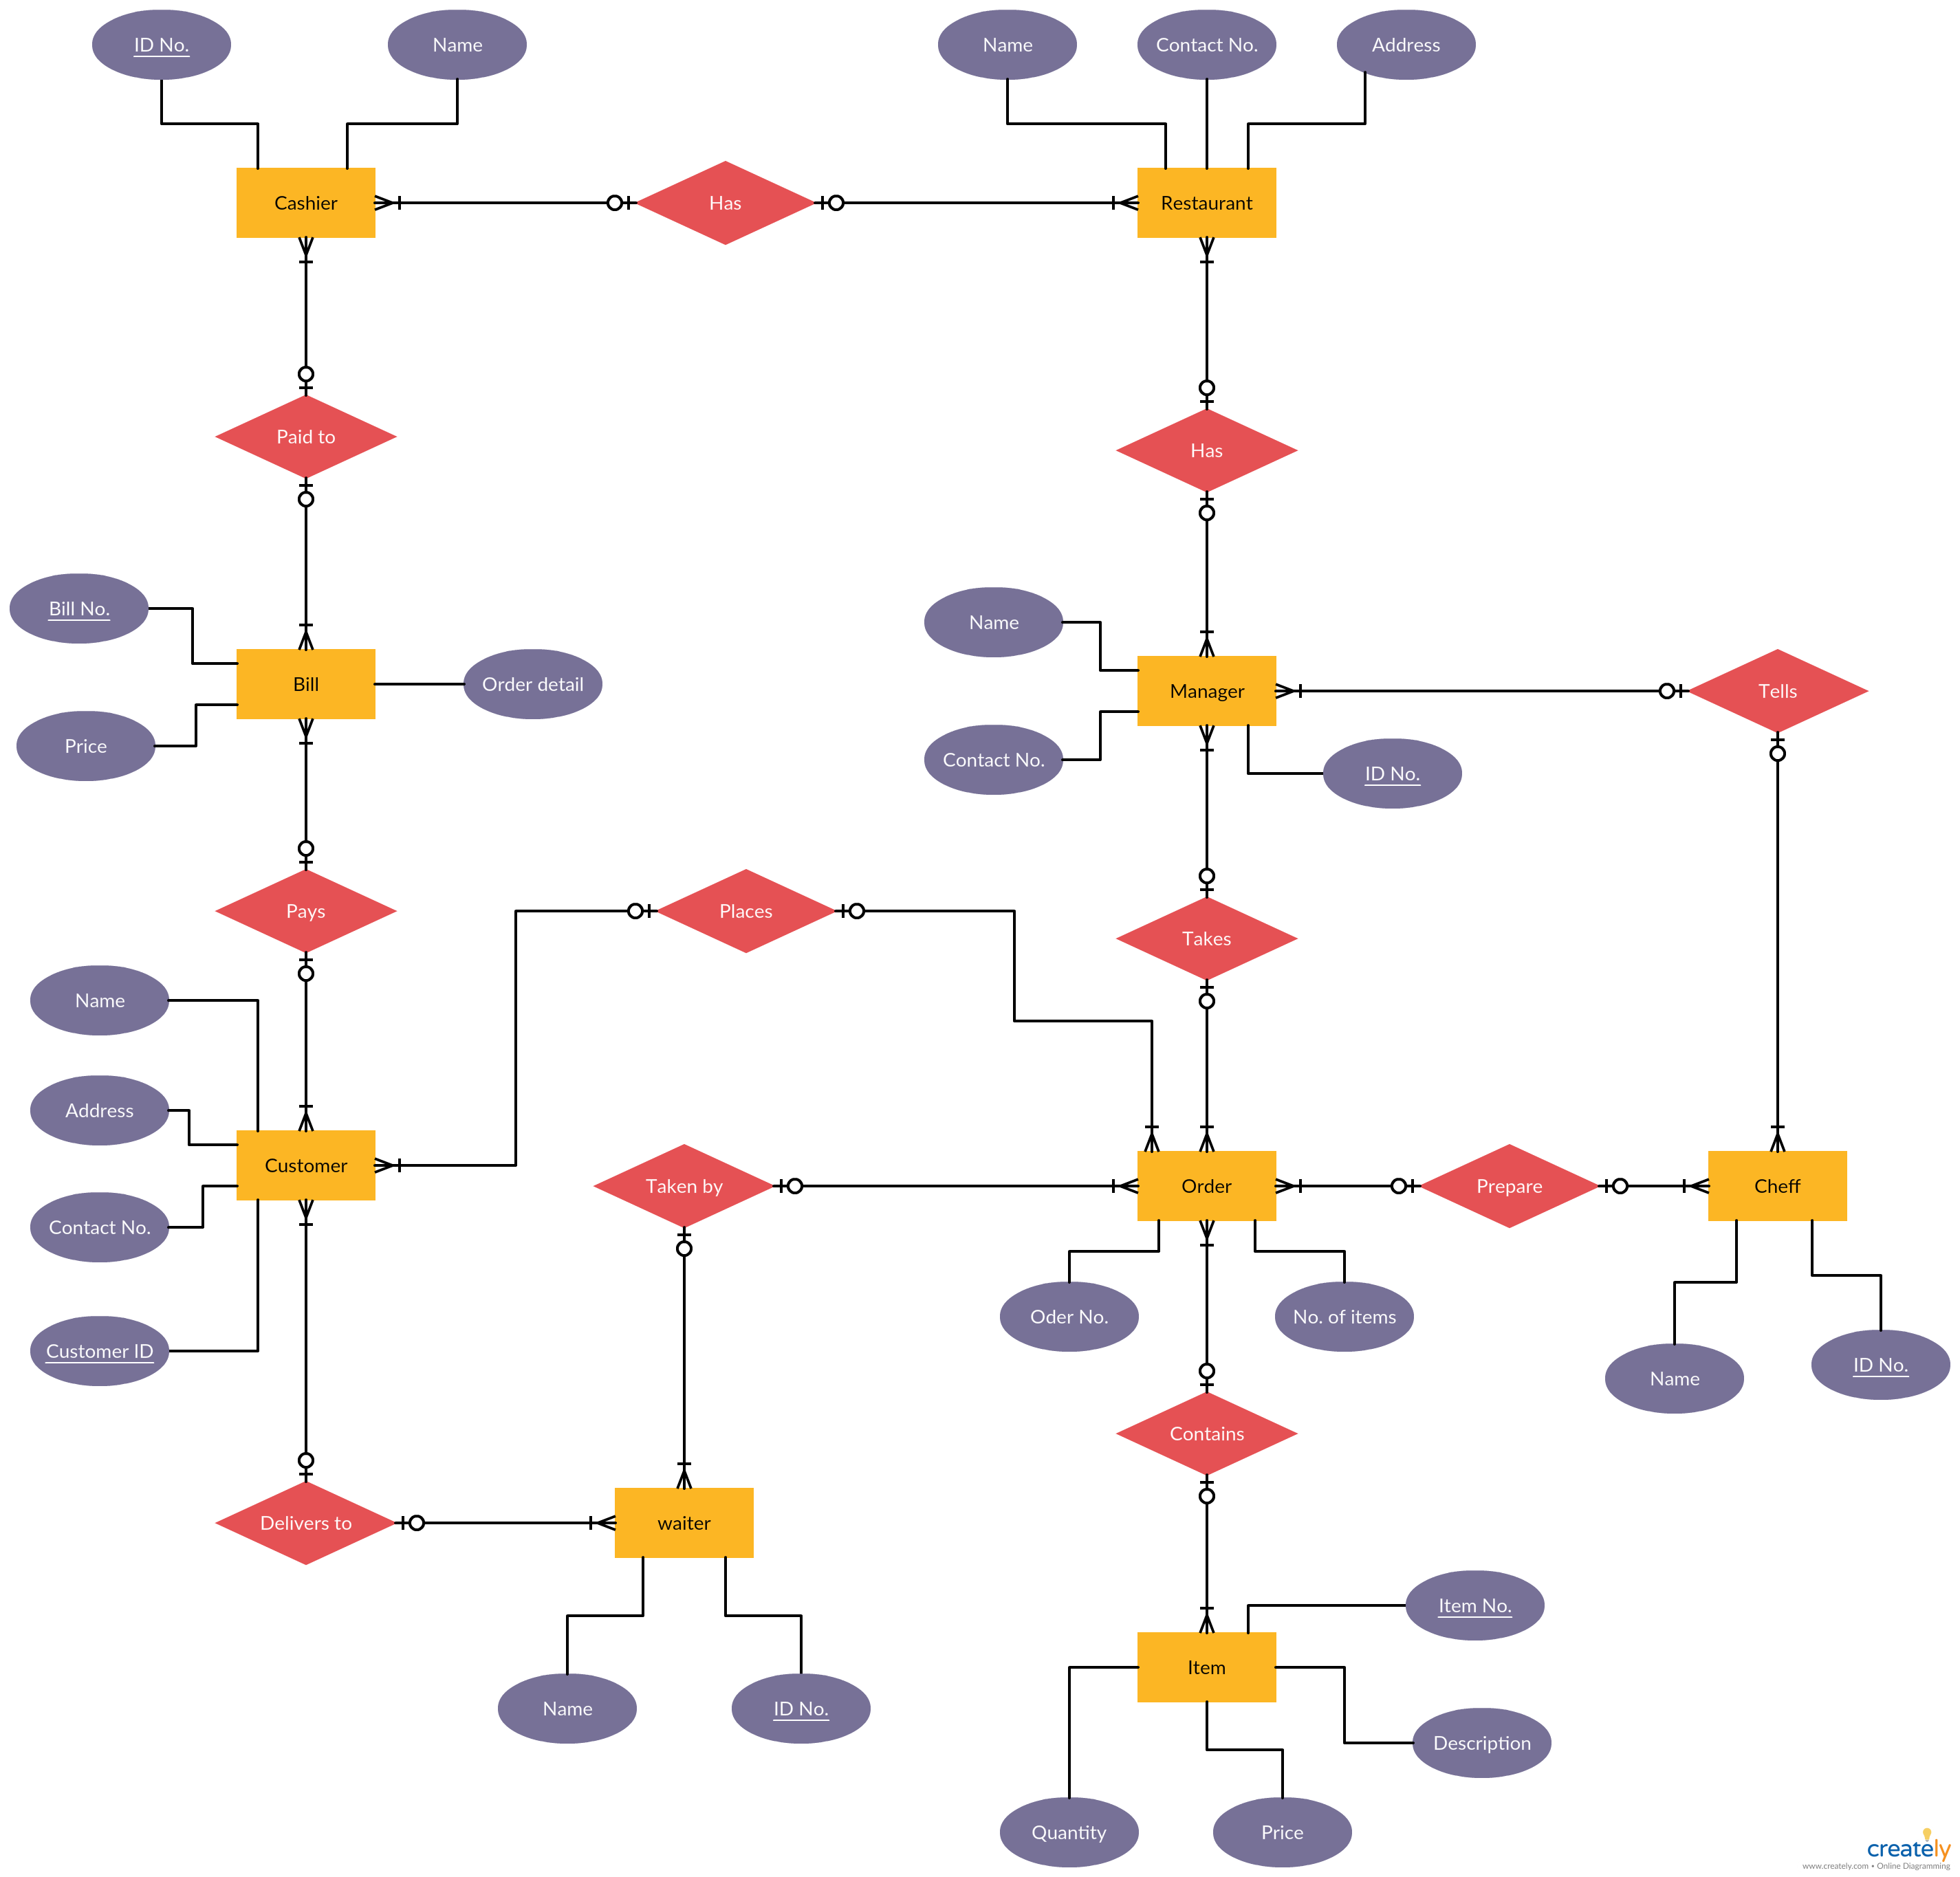 ID No.
Name
Name
Contact No.
Address
Cashier
Has
Restaurant
Paid to
Has
Bill No.
Name
Bill
Order detail
Manager
Tells
Price
Contact No.
ID No.
Pays
Places
Takes
Name
Address
Customer
Taken by
Order
Prepare
Cheff
Contact No.
Oder No.
No. of items
Customer ID
Name
ID No.
Contains
Delivers to
waiter
Item No.
Item
Name
ID No.
Description
Quantity
Price
creately
www.creately.com • Online Diagramming